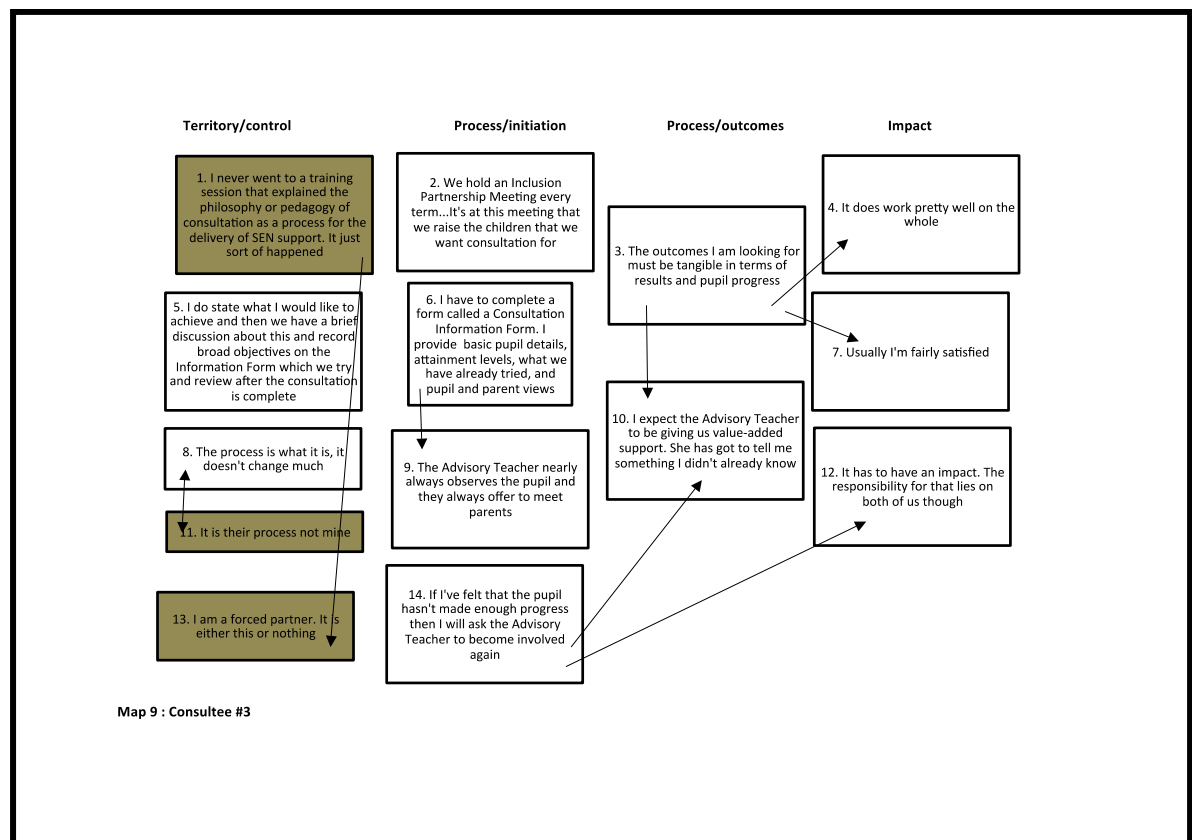 Territory/control
Process/initiation
Process/outcomes
Impact
1. I never went to a training
session that explained the
philosophy or pedagogy of
consultation as a process for the
delivery of SEN support. It just
sort of happened
2. We hold an Inclusion
Partnership Meeting every
term...It's at this meeting that
we raise the children that we
want consultation for
3. The outcomes I am looking for
must be tangible in terms of
results and pupil progress
4. It does work pretty well on the
whole
5. I do state what I would like to
achieve and then we have a brief
discussion about this and record
broad objectives on the
Information Form which we try
and review after the consultation
is complete
6. I have to complete a
form called a Consultation
Information Form. I
provide basic pupil details,
attainment levels, what we
have already tried, and
pupil and parent views
7. Usually I'm fairly satisfied
8. The process is what it is, it
doesn't change much
9. The Advisory Teacher nearly
always observes the pupil and
they always offer to meet
parents
10. I expect the Advisory Teacher
to be giving us value-added
support. She has got to tell me
something I didn't already know
11. It is their process not mine
12. It has to have an impact. The
responsibility for that lies on
both of us though
13. I am a forced partner. It is
either this or nothing
14. If I've felt that the pupil
hasn't made enough progress
then I will ask the Advisory
Teacher to become involved
again
Map 9 : Consultee #3